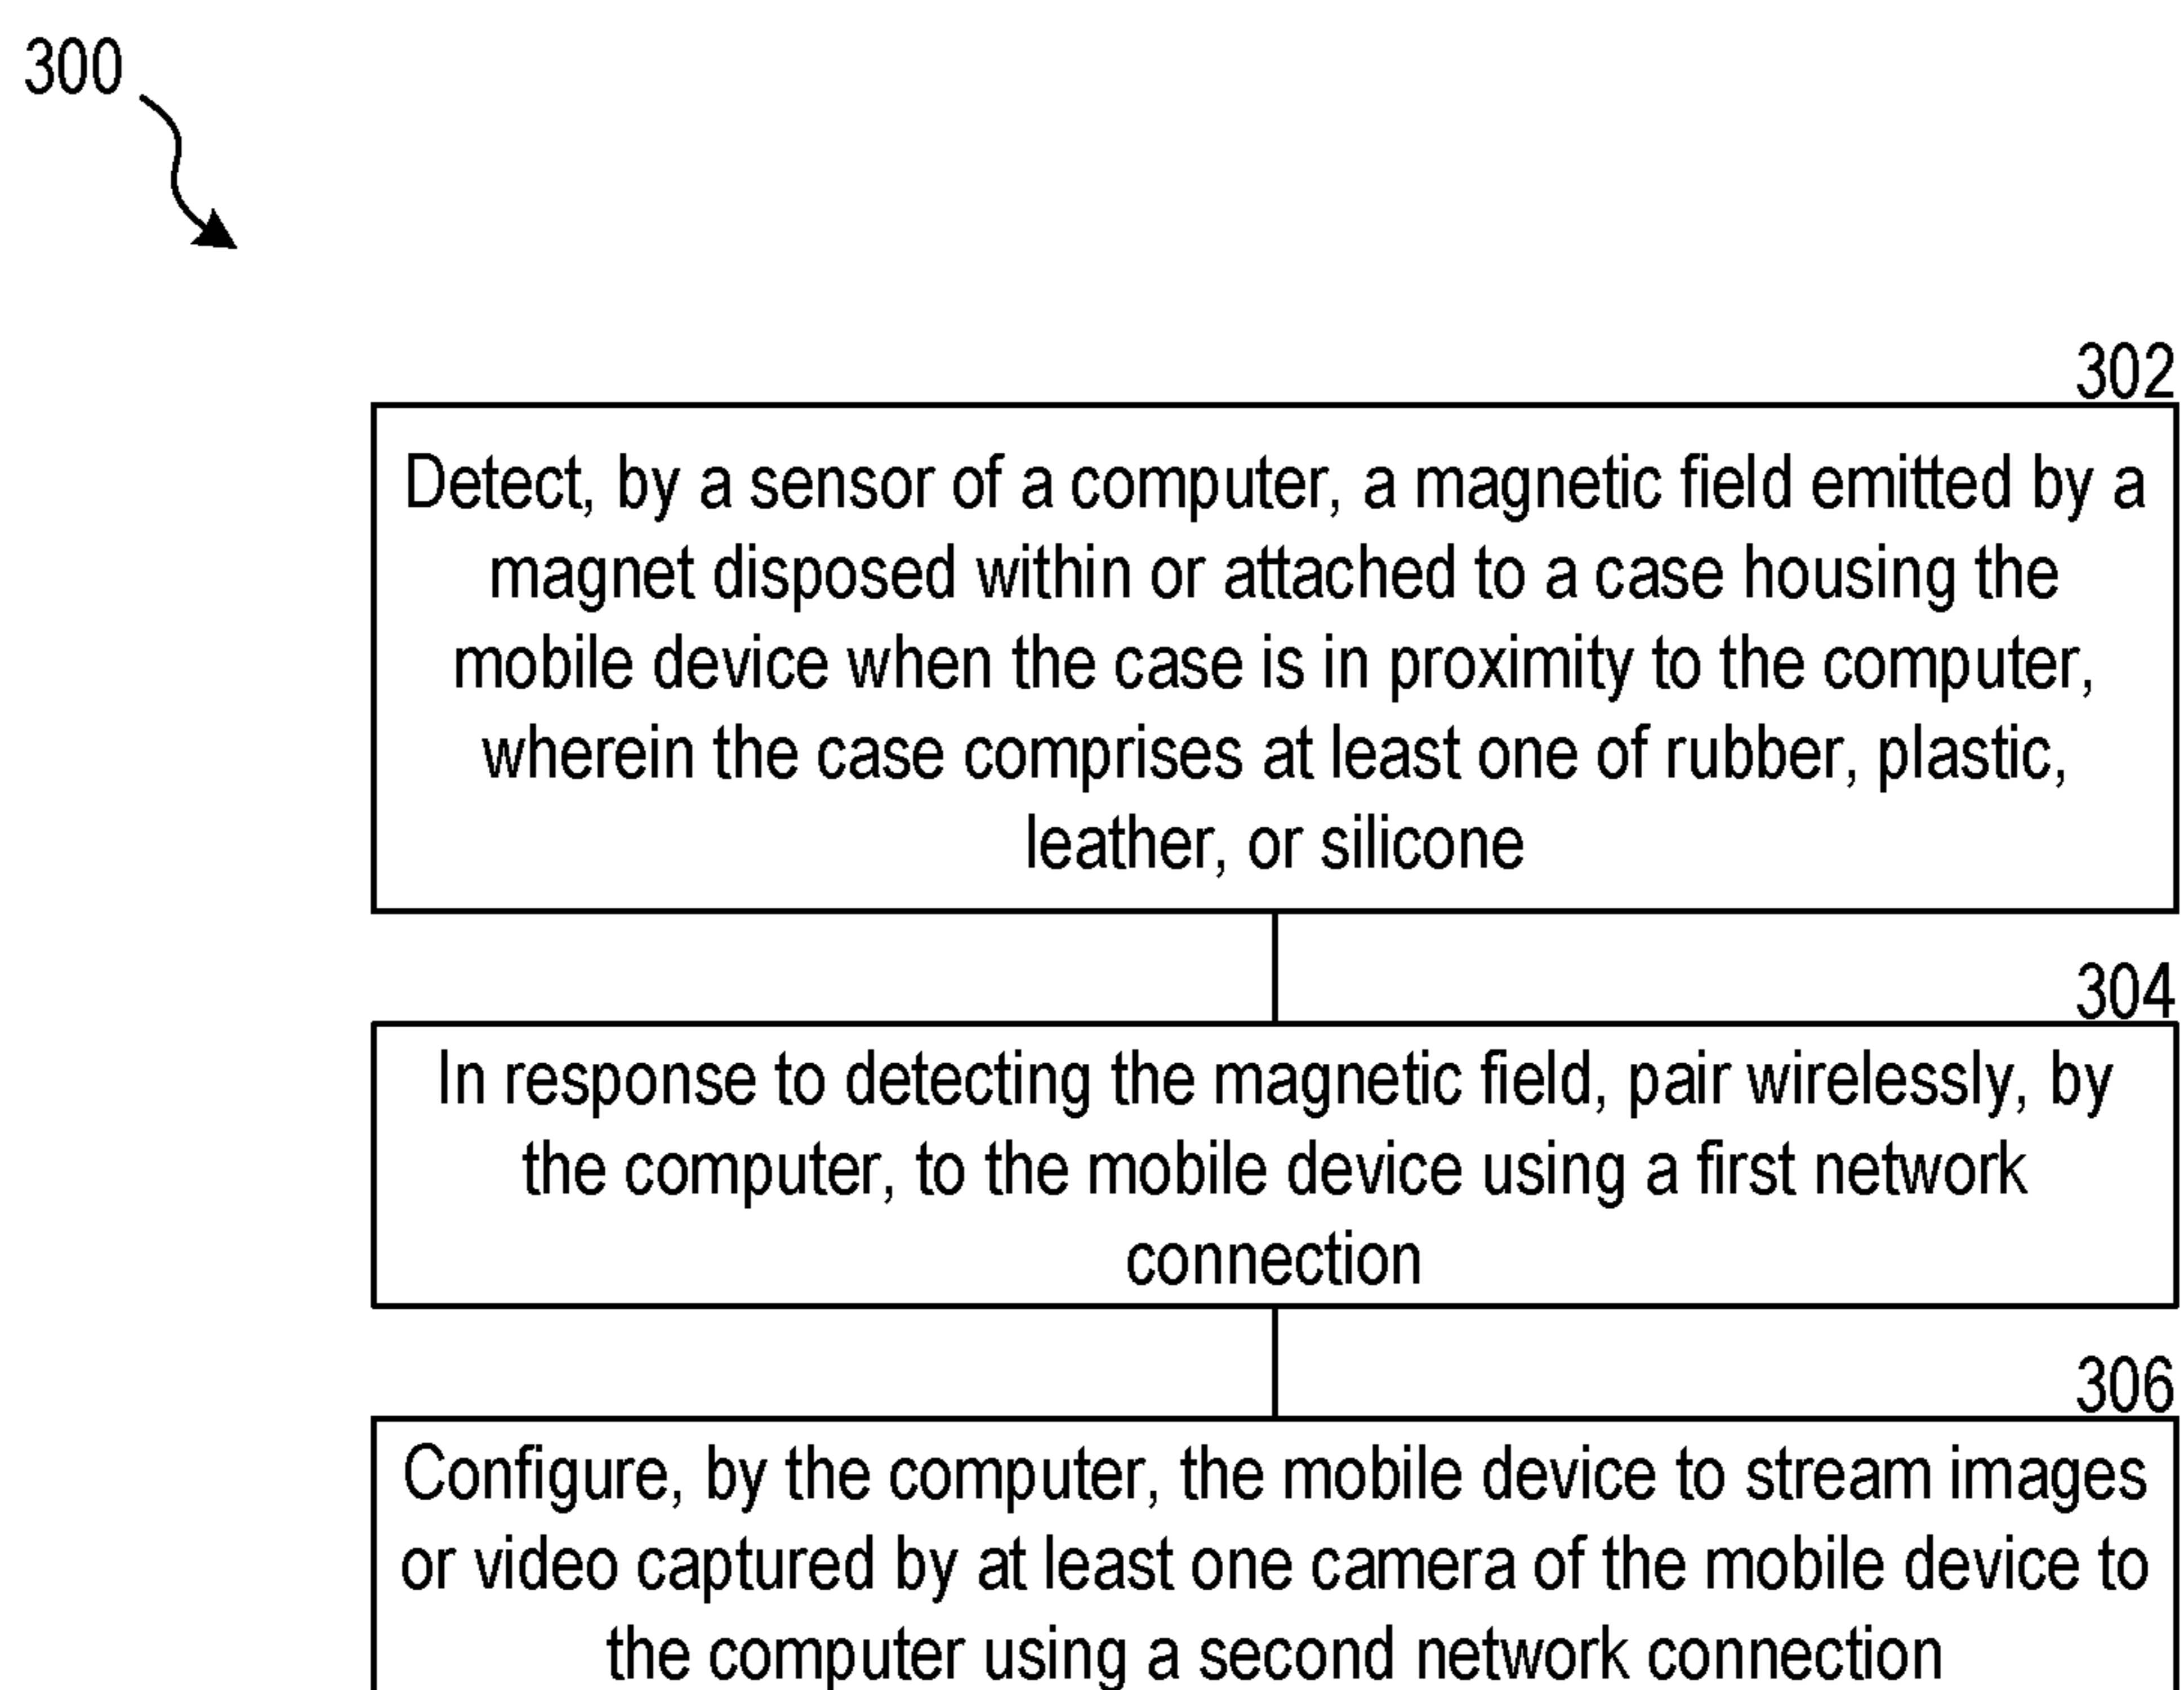 300
302
Detect, by a sensor of a computer, a magnetic field emitted by a
magnet disposed within or attached to a case housing the
mobile device when the case is in proximity to the computer,
wherein the case comprises at least one of rubber, plastic,
leather, or silicone
304
In response to detecting the magnetic field, pair wirelessly, by
the computer, to the mobile device using a first network
connection
306
Configure, by the computer, the mobile device to stream images
or video captured by at least one camera of the mobile device to
the computer using a second network connection